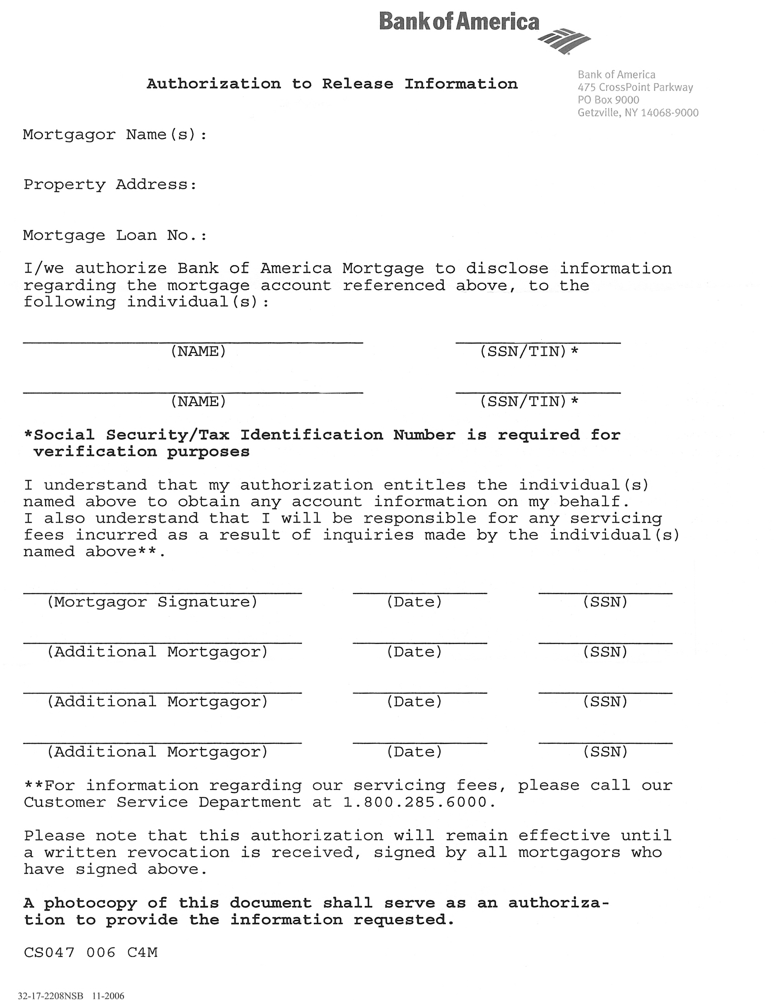 Bank of America
Authorization to Release Information
Bank of America
475 CrossPoint Parkway
PO Box 9000
Getzville, NY 14068-9000
Mortgagor Name(s):
Property Address:
Mortgage Loan No.:
I/we authorize Bank of America Mortgage to disclose information
regarding the mortgage account referenced above, to the
following individual(s):
(NAME) (SSN/TIN)*
(NAME) (SSN/TIN)*
*Social Security/Tax Identification Number is required for
verification purposes
I understand that my authorization entitles the individual(s)
named above to obtain any account information on my behalf.
I also understand that I will be responsible for any servicing
fees incurred as a result of inquiries made by the individual(s)
named above**.
(Mortgagor Signature) (Date) (SSN)
(Additional Mortgagor) (Date) (SSN)
(Additional Mortgagor) (Date) (SSN)
(Additional Mortgagor) (Date) (SSN)
**For information regarding our servicing fees, please call our
Customer Service Department at 1.800.285.6000.
Please note that this authorization will remain effective until
a written revocation is received, signed by all mortgagors who
have signed above.
A photocopy of this document shall serve as an authoriza-
tion to provide the information requested.
CS047 006 C4M
32-17-2208NSB 11-2006